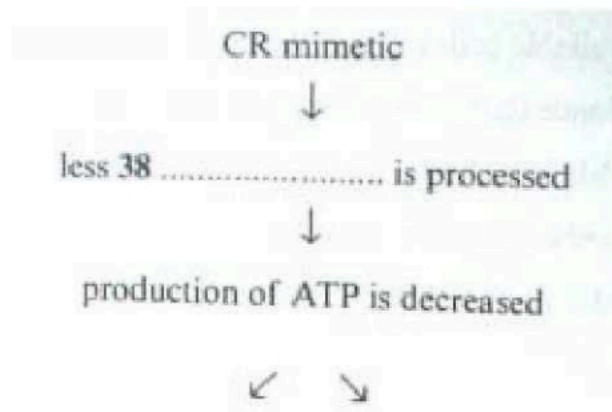 CR mimetic
↓
less 38 ........................ is processed
↓
production of ATP is decreased
↙ ↘